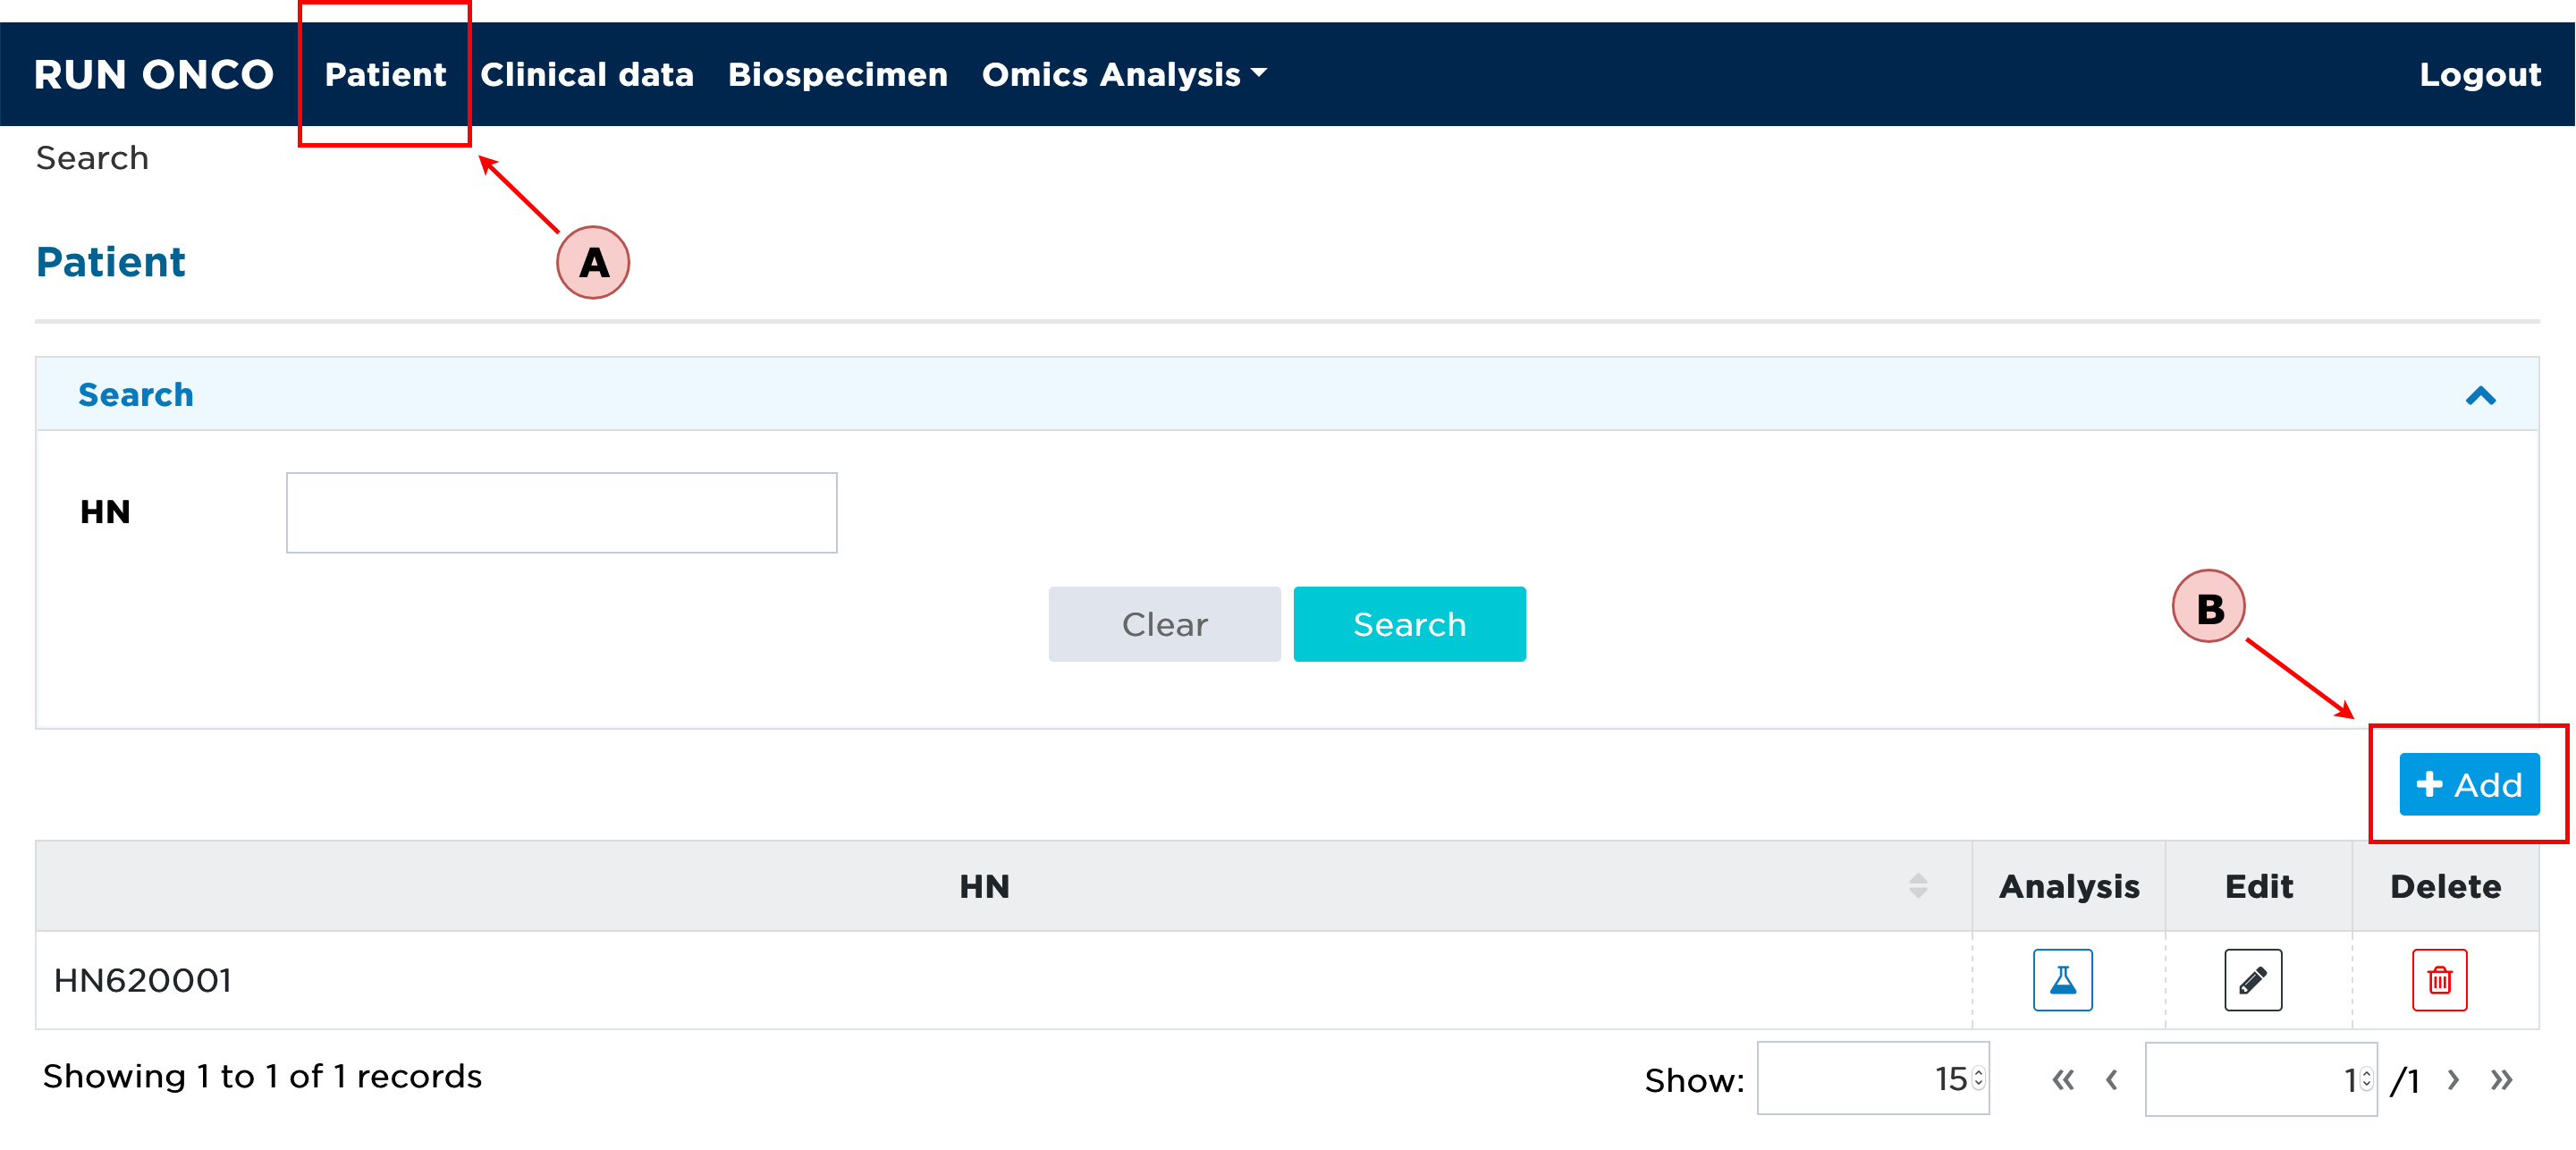 RUN ONCO Patient Clinical data Biospecimen Omics Analysis Logout
Search
Patient
A
Search
HN
Clear Search
B
+ Add
HN Analysis Edit Delete
HN620001
Showing 1 to 1 of 1 records Show: 15 « ‹ 1 /1 › »